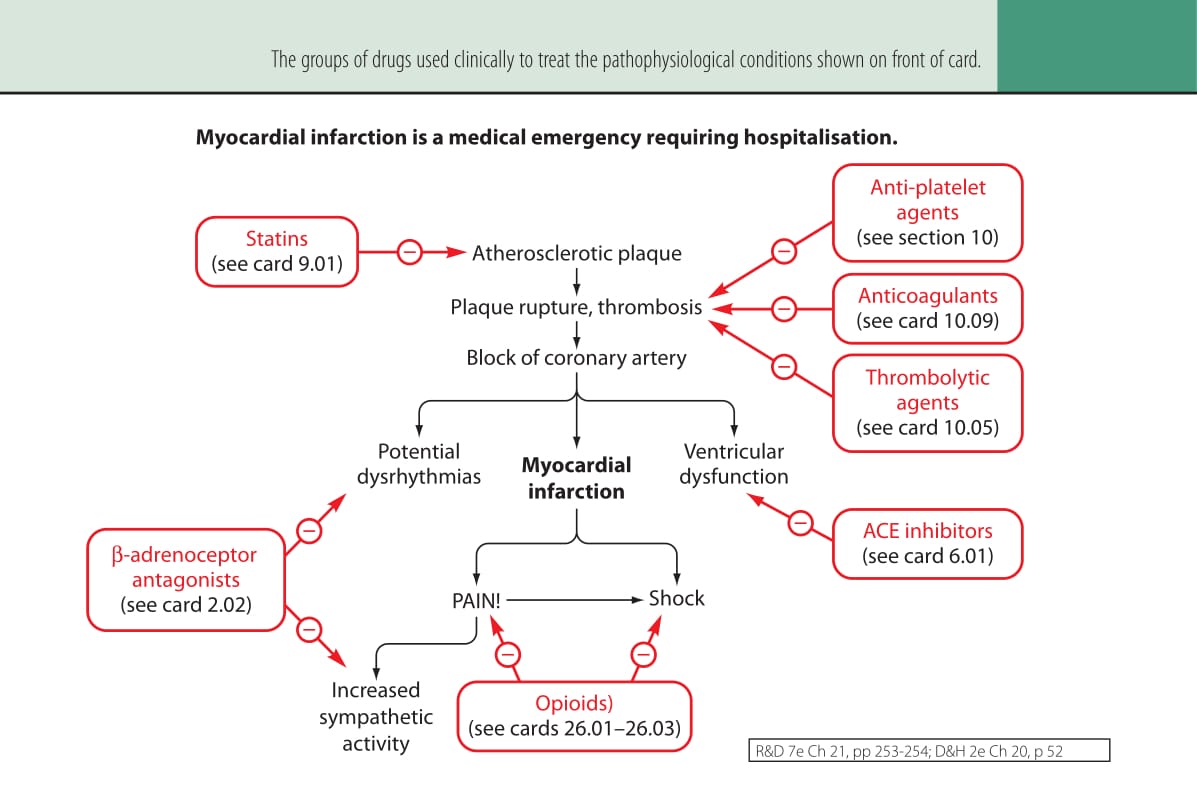 The groups of drugs used clinically to treat the pathophysiological conditions shown on front of card.
Myocardial infarction is a medical emergency requiring hospitalisation.
Anti-platelet
agents
(see section 10)
Statins
(see card 9.01)
Atherosclerotic plaque
Plaque rupture, thrombosis
Anticoagulants
(see card 10.09)
Block of coronary artery
Thrombolytic
agents
(see card 10.05)
Potential
dysrhythmias
Myocardial
infarction
Ventricular
dysfunction
ACE inhibitors
(see card 6.01)
β-adrenoceptor
antagonists
(see card 2.02)
PAIN!
Shock
Increased
sympathetic
activity
Opioids)
(see cards 26.01–26.03)
R&D 7e Ch 21, pp 253-254; D&H 2e Ch 20, p 52